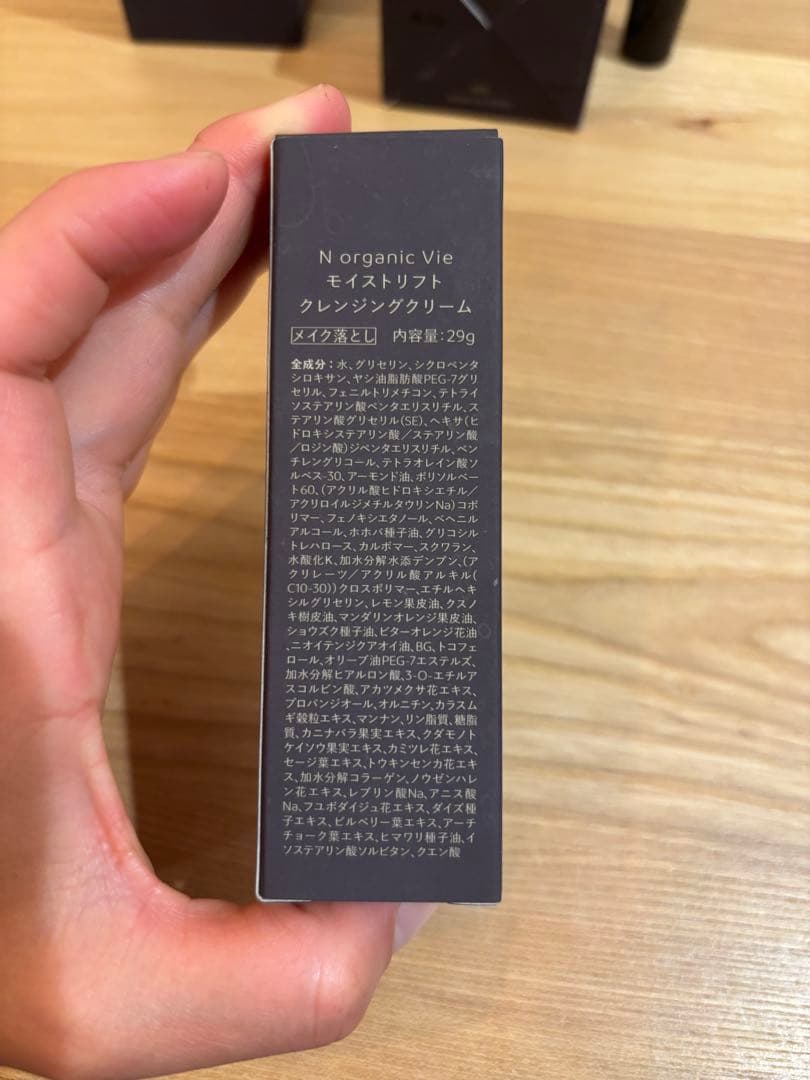 N organic Vie
モイストリフト
クレンジングクリーム
メイク落とし 内容量:29g
全成分:水、グリセリン、シクロペンタ
シロキサン、ヤシ油脂肪酸PEG-7グリ
セリル、フェニルトリメチコン、テトライ
ソステアリン酸ペンタエリスリチル、ス
テアリン酸グリセリル(SE)、ヘキサ(ヒ
ドロキシステアリン酸/ステアリン酸
/ロジン酸)ジペンタエリスリチル、ペン
チレングリコール、テトラオレイン酸ソ
ルベス-30、アーモンド油、ポリソルベー
ト60、(アクリル酸ヒドロキシエチル/
アクリロイルジメチルタウリンNa)コポ
リマー、フェノキシエタノール、ベヘニル
アルコール、ホホバ種子油、グリコシル
トレハロース、カルボマー、スクワラン、
水酸化K、加水分解水添デンプン、(ア
クリレーツ/アクリル酸アルキル(
C10-30))クロスポリマー、エチルヘキ
シルグリセリン、レモン果皮油、クスノ
キ樹皮油、マンダリンオレンジ果皮油、
ショウズク種子油、ビターオレンジ花油
、ニオイテンジクアオイ油、BG、トコフェ
ロール、オリーブ油PEG-7エステルズ、
加水分解ヒアルロン酸、3-O-エチルア
スコルビン酸、アカツメクサ花エキス、
プロパンジオール、オルニチン、カラスム
ギ穀粒エキス、マンナン、リン脂質、糖脂
質、カニナバラ果実エキス、クダモノト
ケイソウ果実エキス、カミツレ花エキス、
セージ葉エキス、トウキンセンカ花エキ
ス、加水分解コラーゲン、ノウゼンハレ
ン花エキス、レブリン酸Na、アニス酸
Na、フユボダイジュ花エキス、ダイズ種
子エキス、ビルベリー葉エキス、アーテ
チョーク葉エキス、ヒマワリ種子油、イ
ソステアリン酸ソルビタン、クエン酸